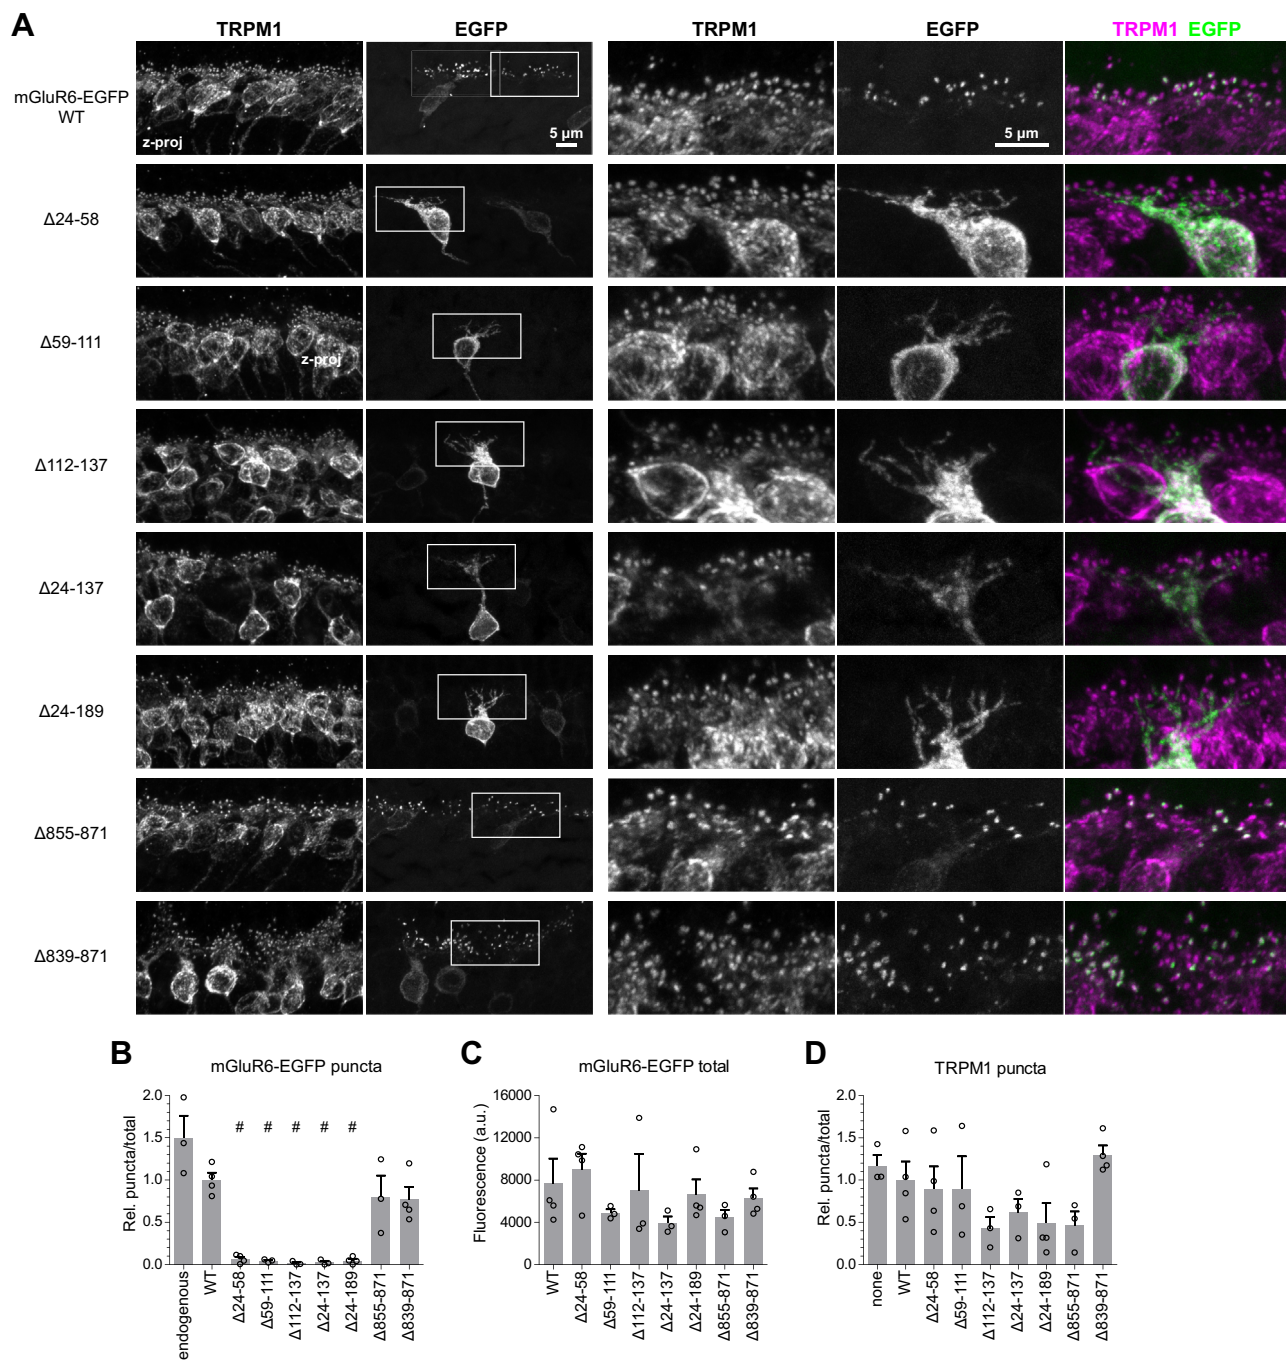 A
TRPM1 EGFP TRPM1 EGFP TRPM1 EGFP
mGluR6-EGFP
WT
z-proj
5 µm
5 µm
Δ24-58
Δ59-111
z-proj
Δ112-137
Δ24-137
Δ24-189
Δ855-871
Δ839-871
B
mGluR6-EGFP puncta
Rel. puncta/total
2.0
1.5
1.0
0.5
0.0
# # # # #
endogenous
WT
Δ24-58
Δ59-111
Δ112-137
Δ24-137
Δ24-189
Δ855-871
Δ839-871
C
mGluR6-EGFP total
Fluorescence (a.u.)
16000
12000
8000
4000
0
WT
Δ24-58
Δ59-111
Δ112-137
Δ24-137
Δ24-189
Δ855-871
Δ839-871
D
TRPM1 puncta
Rel. puncta/total
2.0
1.5
1.0
0.5
0.0
none
WT
Δ24-58
Δ59-111
Δ112-137
Δ24-137
Δ24-189
Δ855-871
Δ839-871